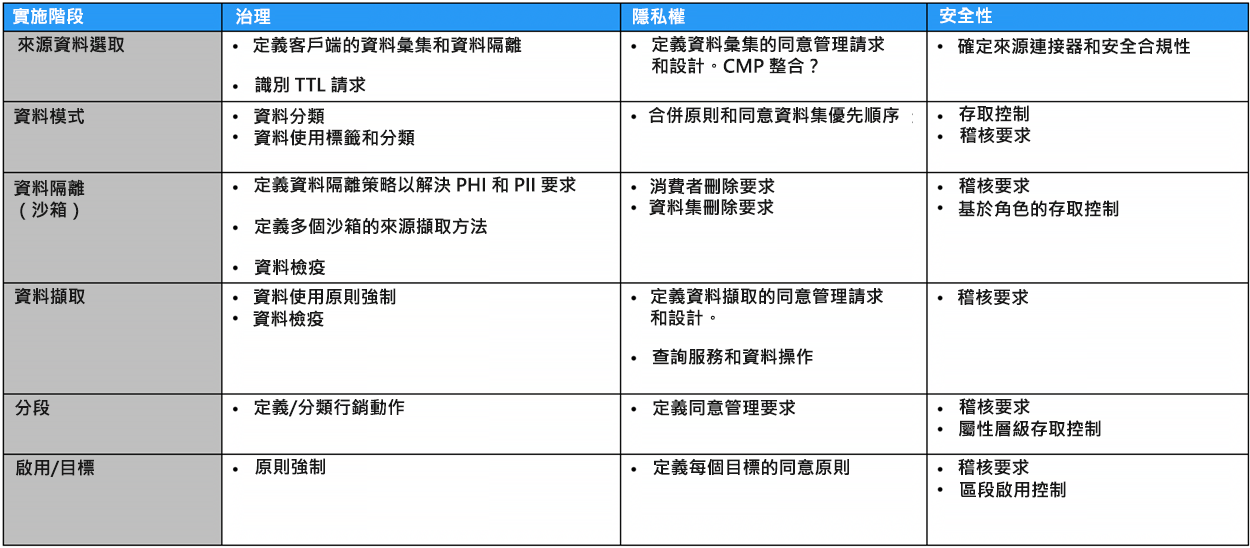 實施階段 治理 隱私權 安全性
來源資料選取
• 定義客戶端的資料彙集和資料隔離
• 識別 TTL 請求
• 定義資料彙集的同意管理請求
和設計。CMP 整合？
• 確定來源連接器和安全合規性
資料模式
• 資料分類
• 資料使用標籤和分類
• 合併原則和同意資料集優先順序
• 存取控制
• 稽核要求
資料隔離
（沙箱）
• 定義資料隔離策略以解決 PHI 和 PII 要求
• 定義多個沙箱的來源擷取方法
• 資料檢疫
• 消費者刪除要求
• 資料集刪除要求
• 稽核要求
• 基於角色的存取控制
資料擷取
• 資料使用原則強制
• 資料檢疫
• 定義資料擷取的同意管理請求
和設計。
• 查詢服務和資料操作
• 稽核要求
分段
• 定義/分類行銷動作
• 定義同意管理要求
• 稽核要求
• 屬性層級存取控制
啟用/目標
• 原則強制
• 定義每個目標的同意原則
• 稽核要求
• 區段啟用控制